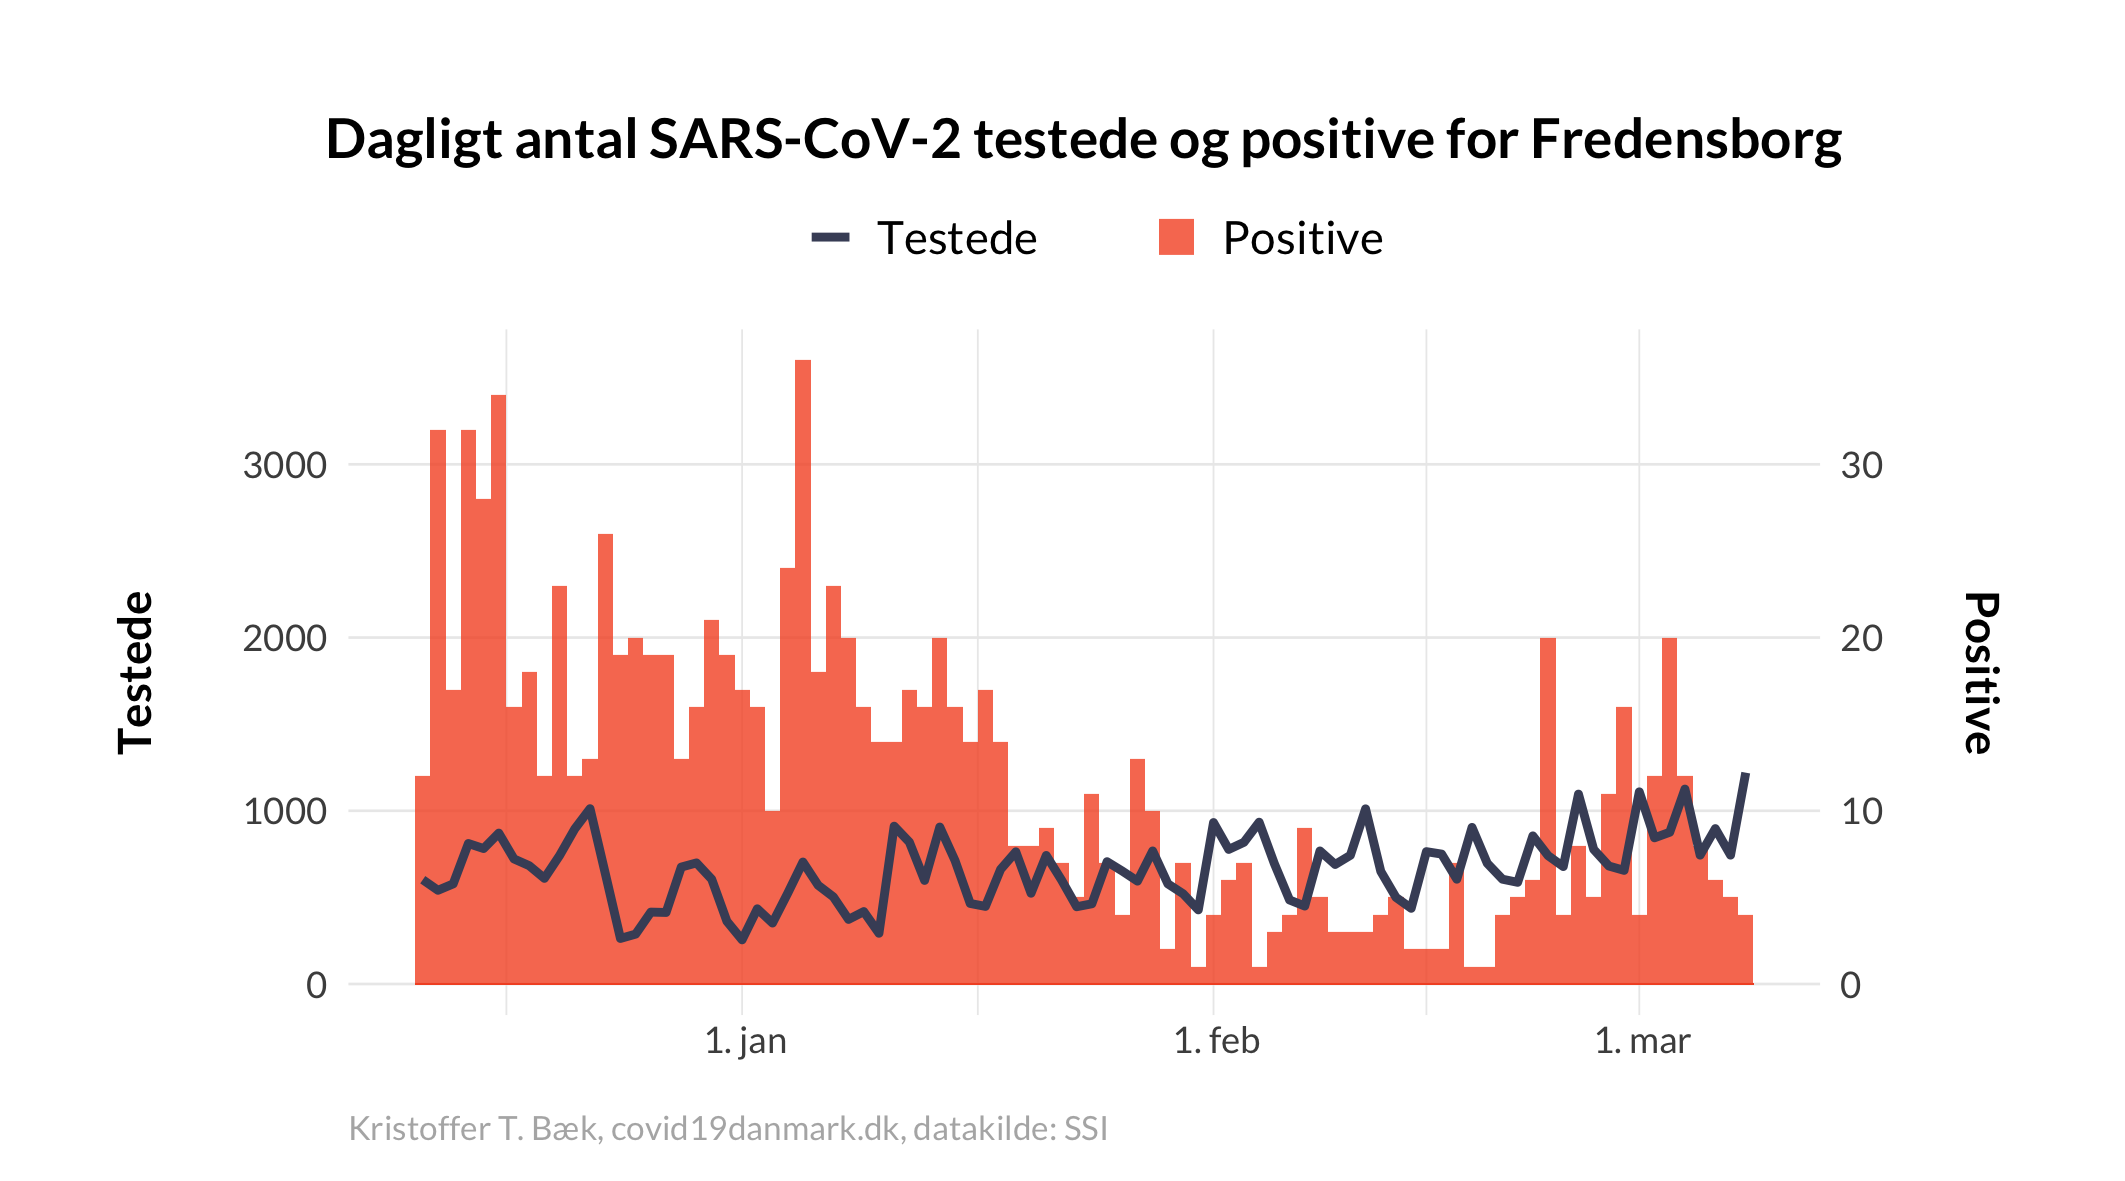 Dagligt antal SARS-CoV-2 testede og positive for Fredensborg
Testede Positive
3000 30
2000 20
1000 10
0 0
Testede
Positive
1. jan 1. feb 1. mar
Kristoffer T. Bæk, covid19danmark.dk, datakilde: SSI